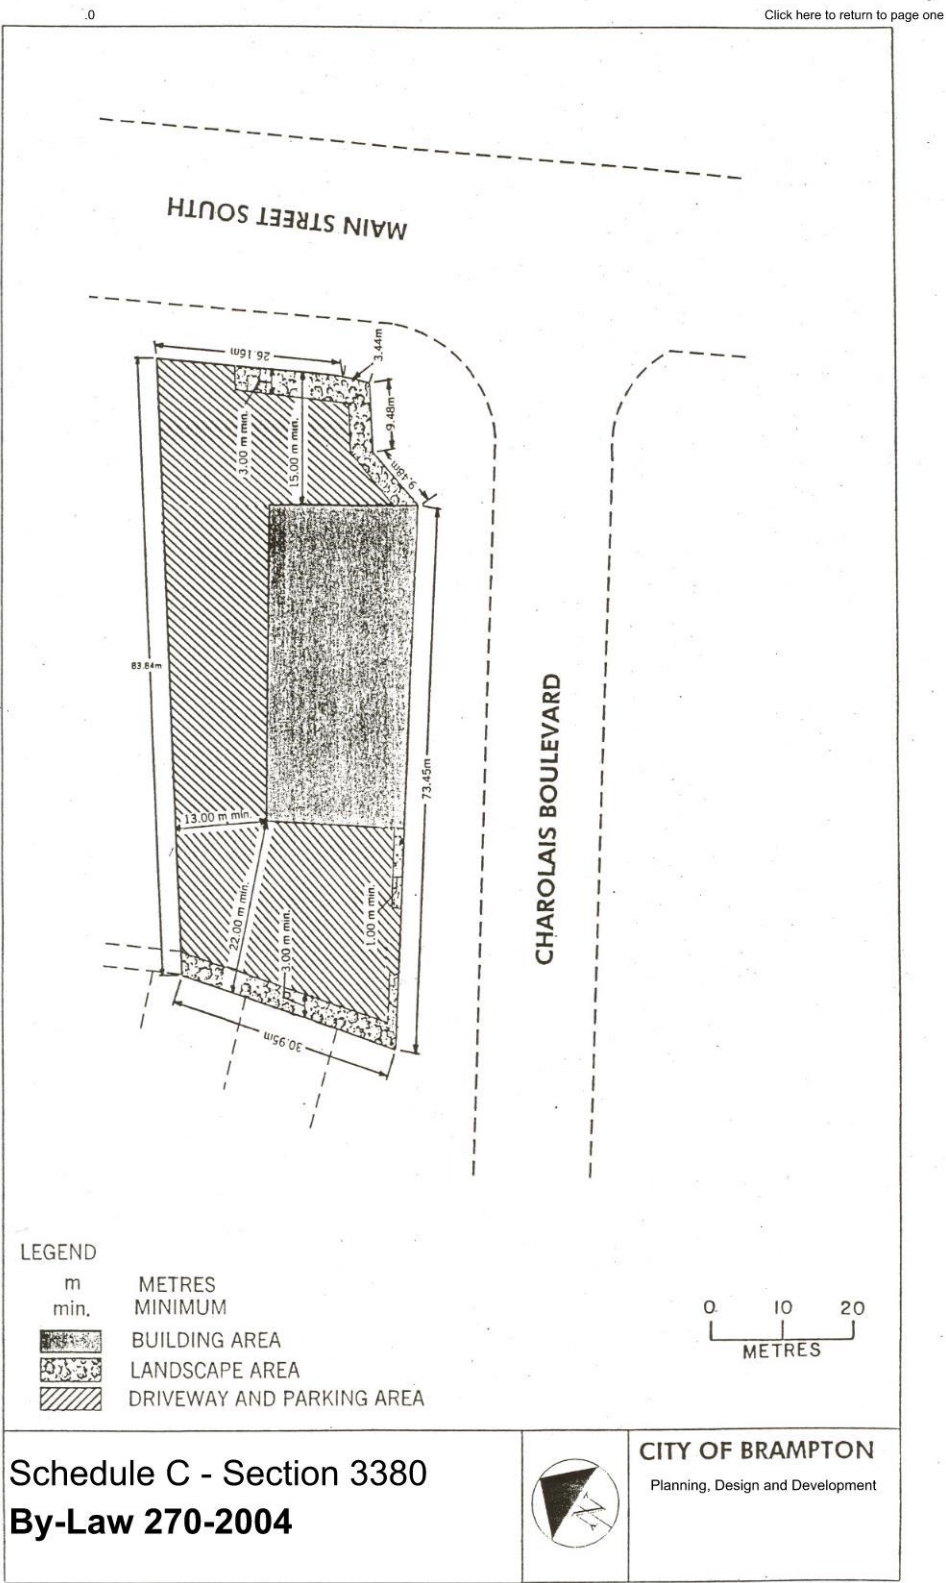 .0
Click here to return to page one
MAIN STREET SOUTH
26.16m
3.44m
3.00 m min.
15.00 m min.
9.48m
9.48m
83.84m
73.45m
CHAROLAIS BOULEVARD
13.00 m min.
22.00 m min.
3.00 m min.
1.00 m min.
30.95m
LEGEND
m METRES
min. MINIMUM
BUILDING AREA
LANDSCAPE AREA
DRIVEWAY AND PARKING AREA
0 10 20
METRES
Schedule C - Section 3380
By-Law 270-2004
CITY OF BRAMPTON
Planning, Design and Development